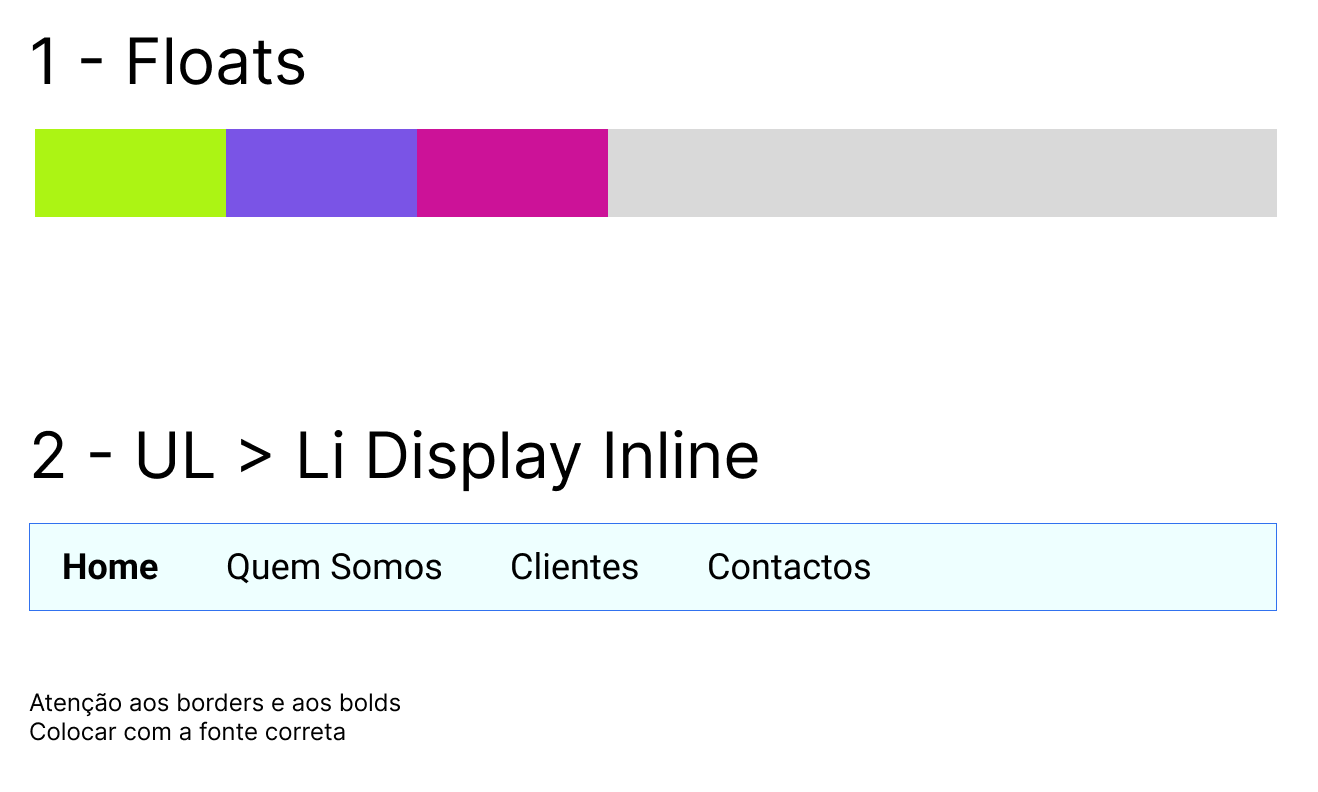 1 - Floats
2 - UL > Li Display Inline
Home Quem Somos Clientes Contactos
Atenção aos borders e aos bolds
Colocar com a fonte correta